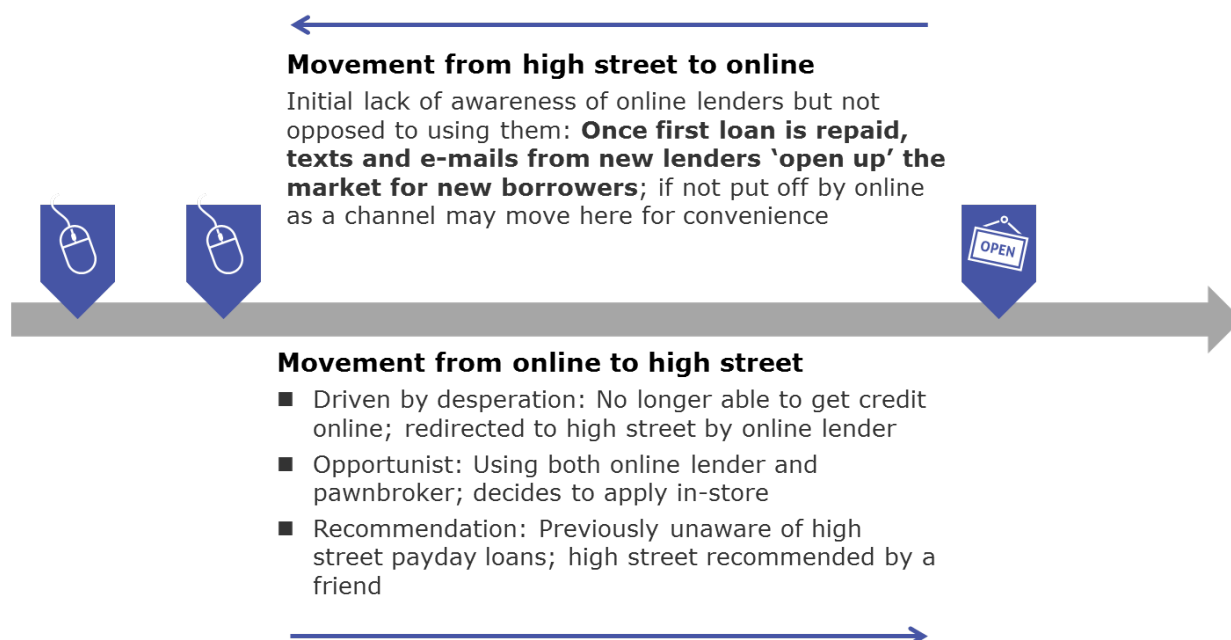 Movement from high street to online
Initial lack of awareness of online lenders but not
opposed to using them: Once first loan is repaid,
texts and e-mails from new lenders ‘open up’ the
market for new borrowers; if not put off by online
as a channel may move here for convenience
OPEN
Movement from online to high street
■ Driven by desperation: No longer able to get credit
online; redirected to high street by online lender
■ Opportunist: Using both online lender and
pawnbroker; decides to apply in-store
■ Recommendation: Previously unaware of high
street payday loans; high street recommended by a
friend